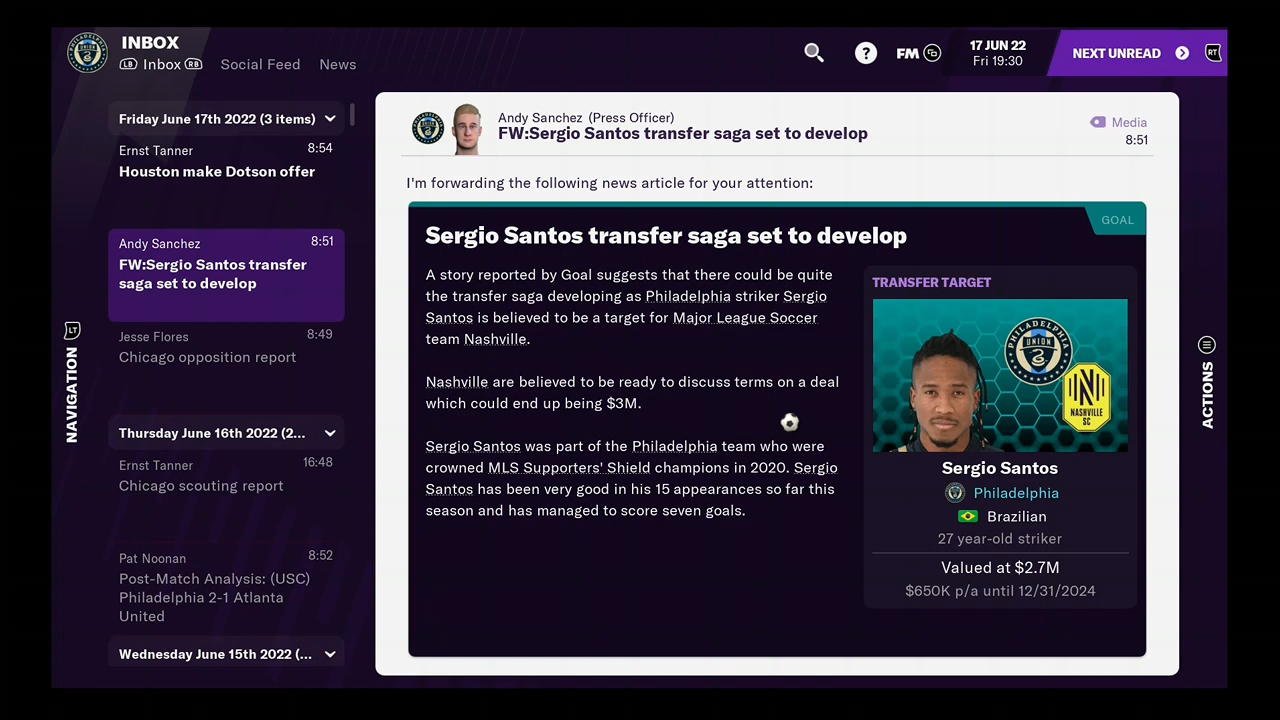 INBOX
LB Inbox RB Social Feed News
? FM 17 JUN 22
Fri 19:30
NEXT UNREAD RT
NAVIGATION LT
ACTIONS
Friday June 17th 2022 (3 items)
Ernst Tanner 8:54
Houston make Dotson offer
Andy Sanchez 8:51
FW:Sergio Santos transfer
saga set to develop
Jesse Flores 8:49
Chicago opposition report
Thursday June 16th 2022 (2...
Ernst Tanner 16:48
Chicago scouting report
Pat Noonan 8:52
Post-Match Analysis: (USC)
Philadelphia 2-1 Atlanta
United
Wednesday June 15th 2022 (...
Andy Sanchez (Press Officer)
FW:Sergio Santos transfer saga set to develop
Media
8:51
I'm forwarding the following news article for your attention:
GOAL
Sergio Santos transfer saga set to develop
A story reported by Goal suggests that there could be quite
the transfer saga developing as Philadelphia striker Sergio
Santos is believed to be a target for Major League Soccer
team Nashville.
Nashville are believed to be ready to discuss terms on a deal
which could end up being $3M.
Sergio Santos was part of the Philadelphia team who were
crowned MLS Supporters' Shield champions in 2020. Sergio
Santos has been very good in his 15 appearances so far this
season and has managed to score seven goals.
TRANSFER TARGET
PHILADELPHIA
UNION
NASHVILLE
SC
Sergio Santos
Philadelphia
Brazilian
27 year-old striker
Valued at $2.7M
$650K p/a until 12/31/2024